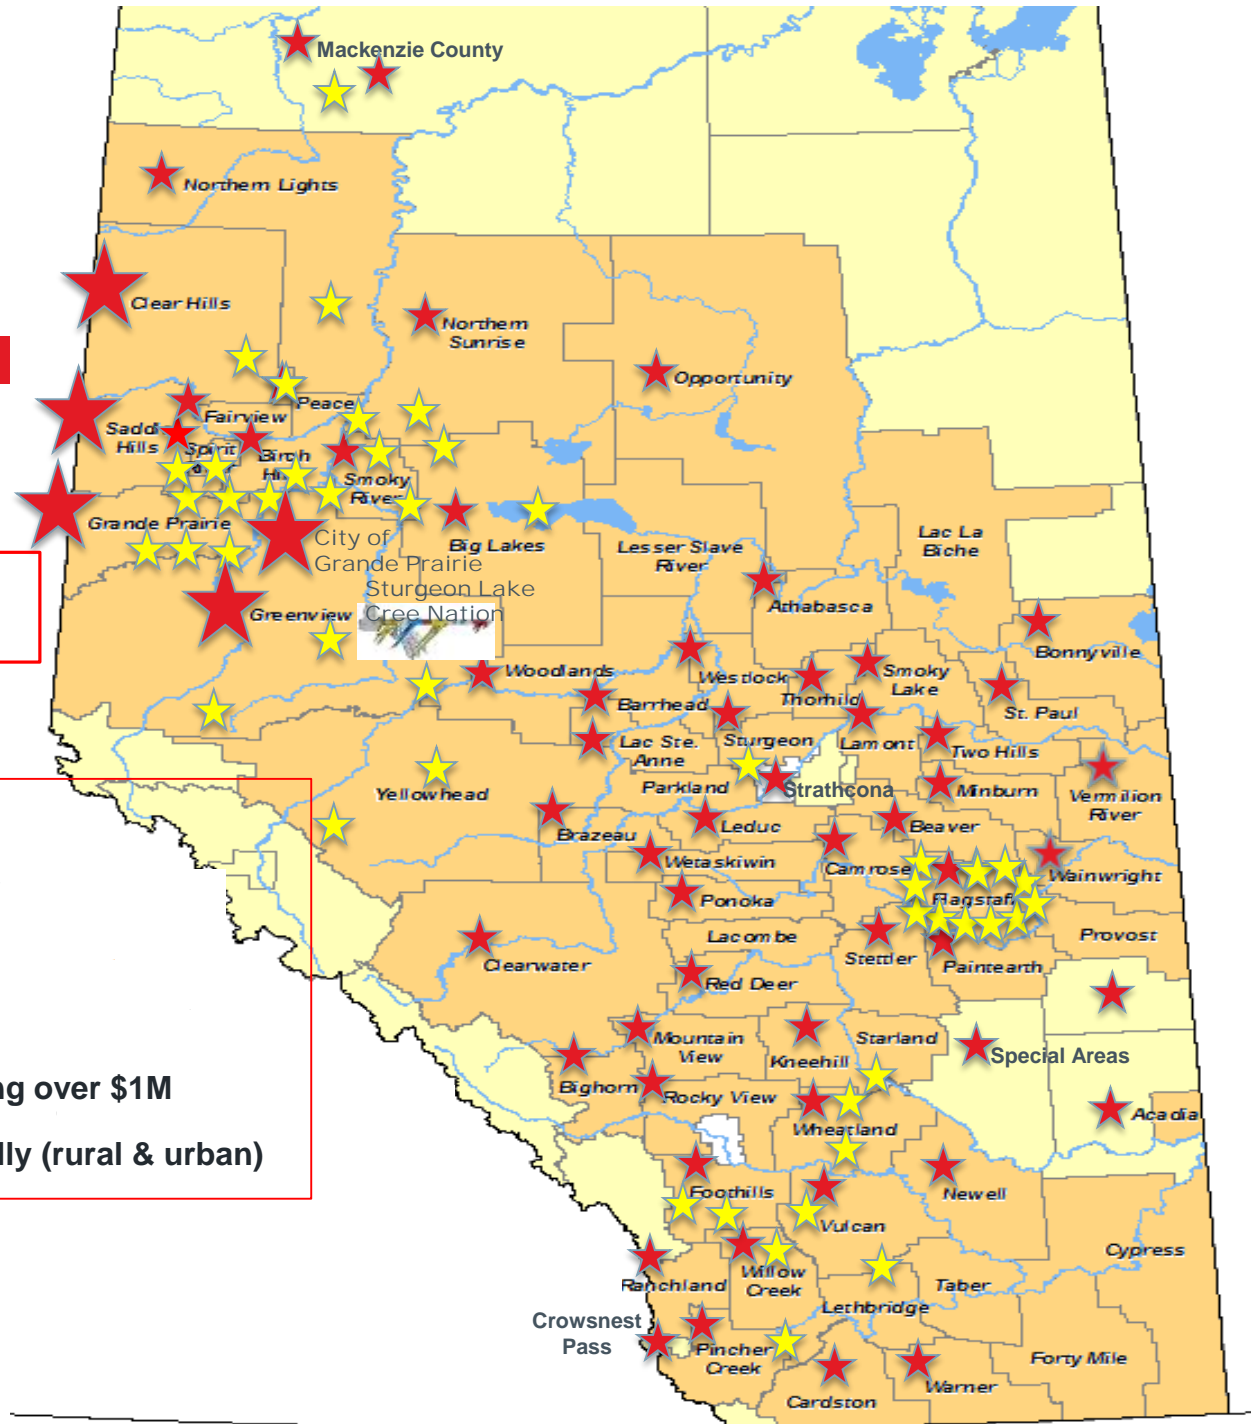 Mackenzie County
Northern Lights
Clear Hills
Northern
Sunrise
Opportunity
Peace
Fairview
Saddl
Hills
Spirit
Birch
Smoky
River
Grande Prairie
City of
Grande Prairie
Sturgeon Lake
Cree Nation
Big Lakes
Lesser Slave
River
Lac La
Biche
Athabasca
Greenview
Bonnyville
Woodlands
Westlock
Thorhild
Smoky
Lake
St. Paul
Barrhead
Sturgeon
Lamont
Two Hills
Lac Ste.
Anne
Parkland
Strathcona
Minburn
Vermilion
River
Yellowhead
Brazeau
Leduc
Beaver
Wetaskiwin
Camrose
Wainwright
Ponoka
Flagstaff
Lacombe
Provost
Clearwater
Stettler
Paintearth
Red Deer
Mountain
View
Kneehill
Starland
Special Areas
Bighorn
Rocky View
Acadia
ng over $1M
Wheatland
lly (rural & urban)
Foothills
Newell
Vulcan
Cypress
Willow
Creek
Ranchland
Taber
Lethbridge
Crowsnest
Pass
Pincher
Creek
Forty Mile
Warner
Cardston